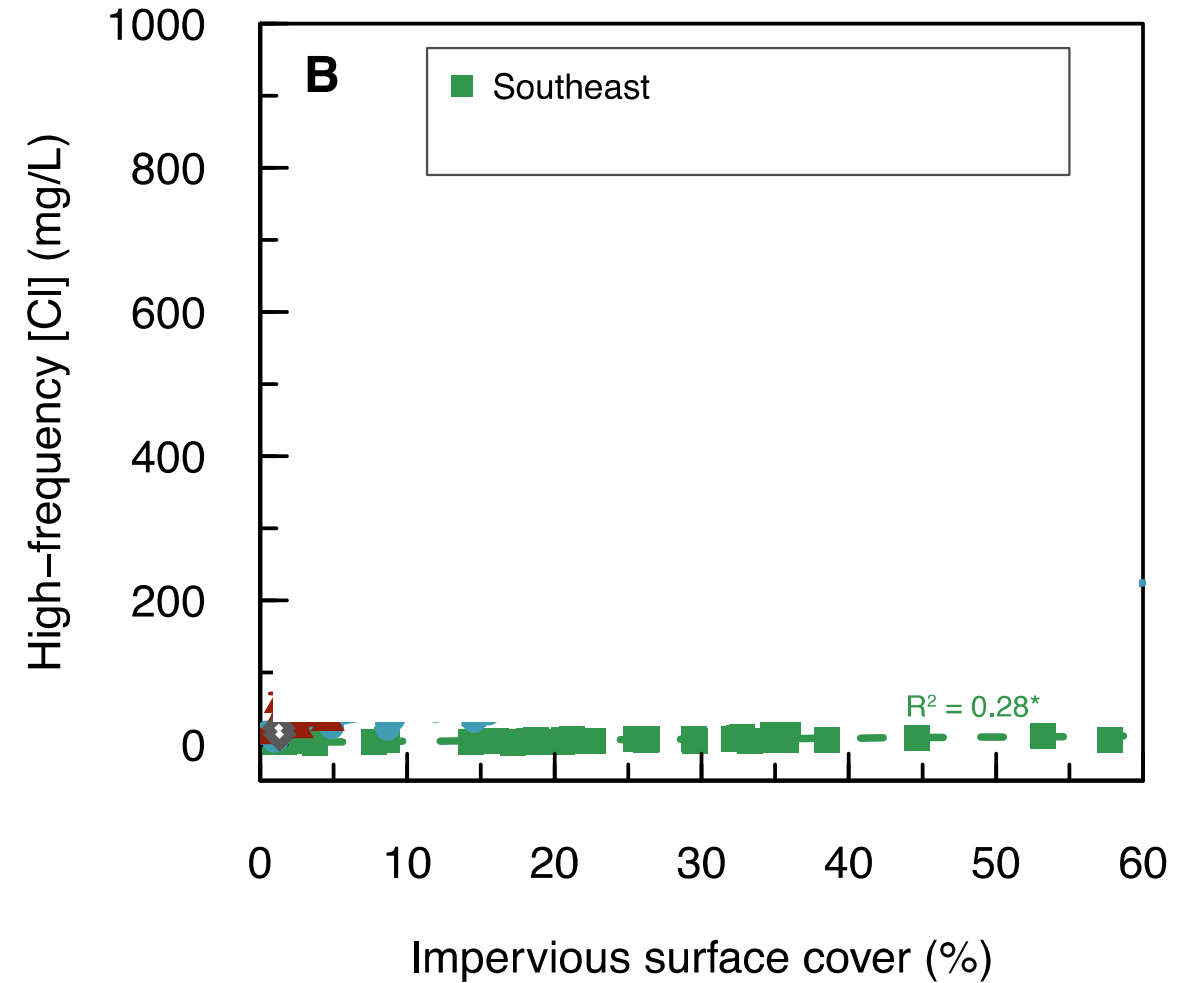 1000
B
Southeast
800
600
400
200
0
High−frequency [Cl] (mg/L)
R² = 0.28*
0 10 20 30 40 50 60
Impervious surface cover (%)